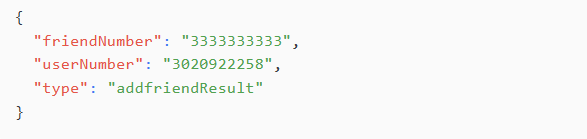 {
  "friendNumber": "3333333333",
  "userNumber": "3020922258",
  "type": "addfriendResult"
}